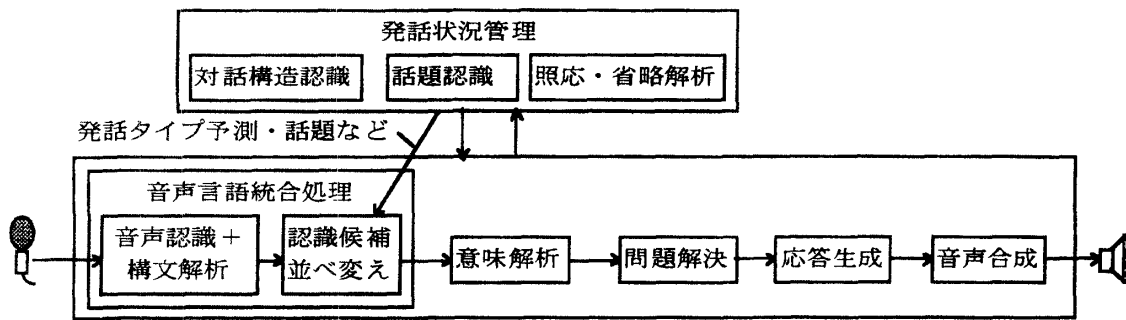 発話状況管理
対話構造認識
話題認識
照応・省略解析
発話タイプ予測・話題など
音声言語統合処理
音声認識＋
構文解析
認識候補
並べ変え
意味解析
問題解決
応答生成
音声合成